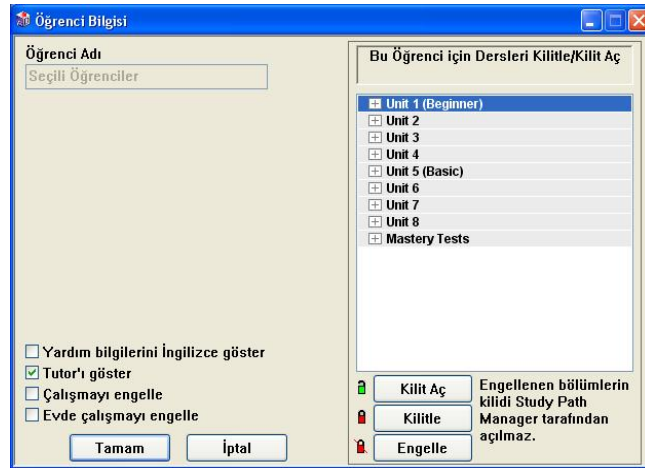 Öğrenci Bilgisi
Öğrenci Adı
Seçili Öğrenciler
Yardım bilgilerini İngilizce göster
Tutor'ı göster
Çalışmayı engelle
Evde çalışmayı engelle
Tamam
İptal
Bu Öğrenci için Dersleri Kilitle/Kilit Aç
Unit 1 (Beginner)
Unit 2
Unit 3
Unit 4
Unit 5 (Basic)
Unit 6
Unit 7
Unit 8
Mastery Tests
Kilit Aç
Kilitle
Engelle
Engellenen bölümlerin
kilidi Study Path
Manager tarafından
açılmaz.